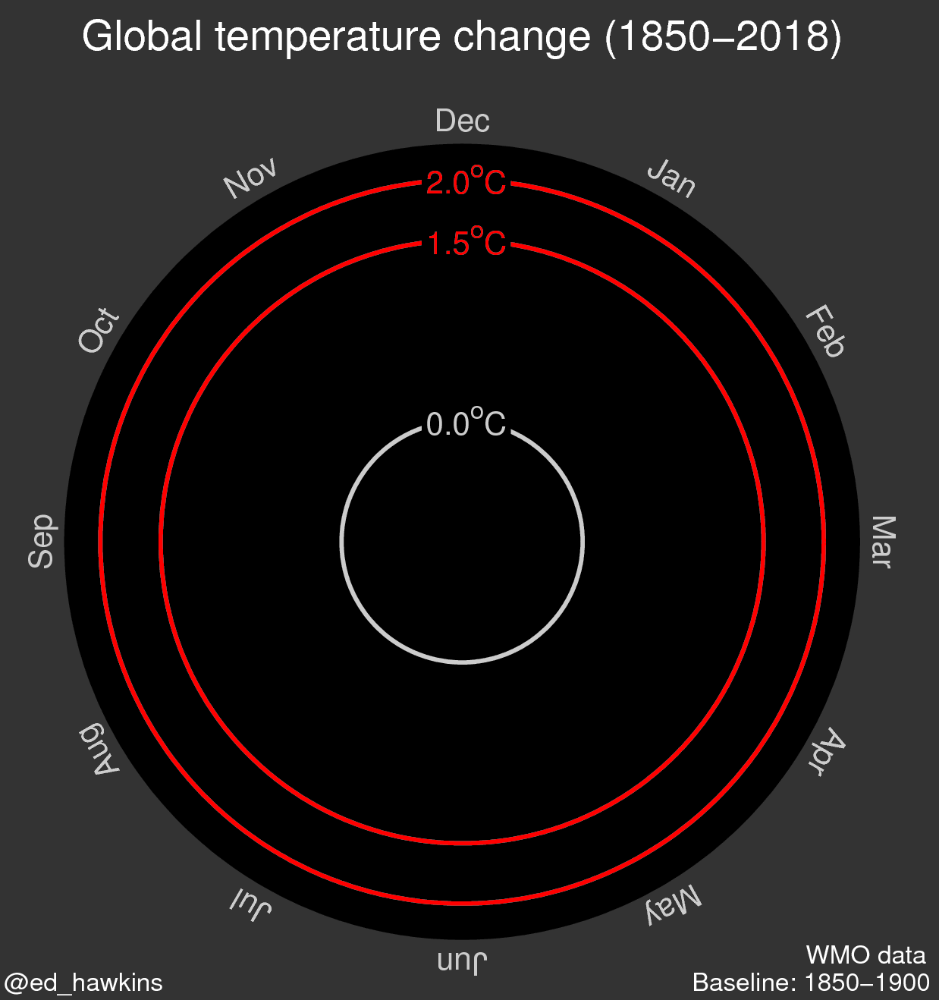 Global temperature change (1850–2018)
Dec
Jan
Feb
Mar
Apr
May
Jun
Jul
Aug
Sep
Oct
Nov
2.0°C
1.5°C
0.0°C
@ed_hawkins
WMO data
Baseline: 1850–1900